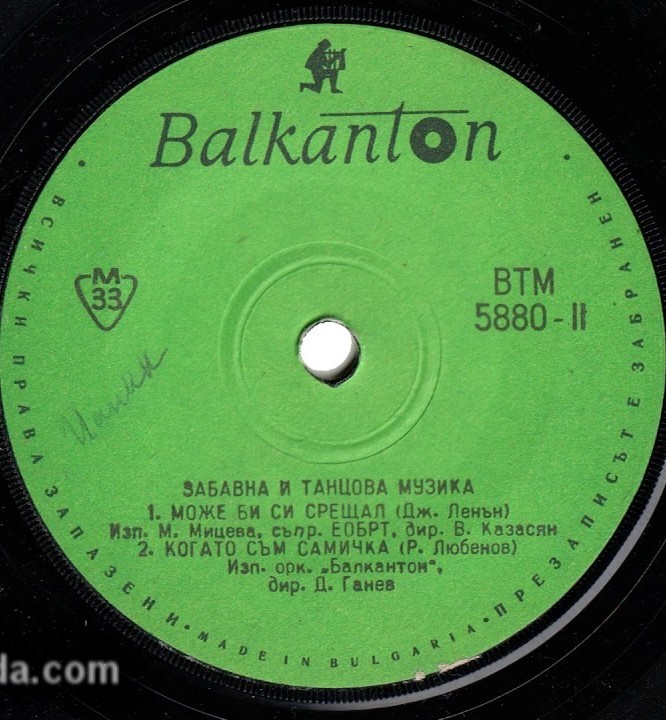 Balkanton
М
33
ВТМ
5880-II
ЗАБАВНА И ТАНЦОВА МУЗИКА
1. МОЖЕ БИ СИ СРЕЩАЛ (Дж. Ленън)
Изп. М. Мицева, съпр. ЕОБРТ, дир. В. Казасян
2. КОГАТО СЪМ САМИЧКА (Р. Любенов)
Изп. орк. „Балкантон",
дир. Д. Ганев
• ВСИЧКИ ПРАВА ЗАПАЗЕНИ • MADE IN BULGARIA • ПРЕЗАПИСЪТ Е ЗАБРАНЕН •
da.com